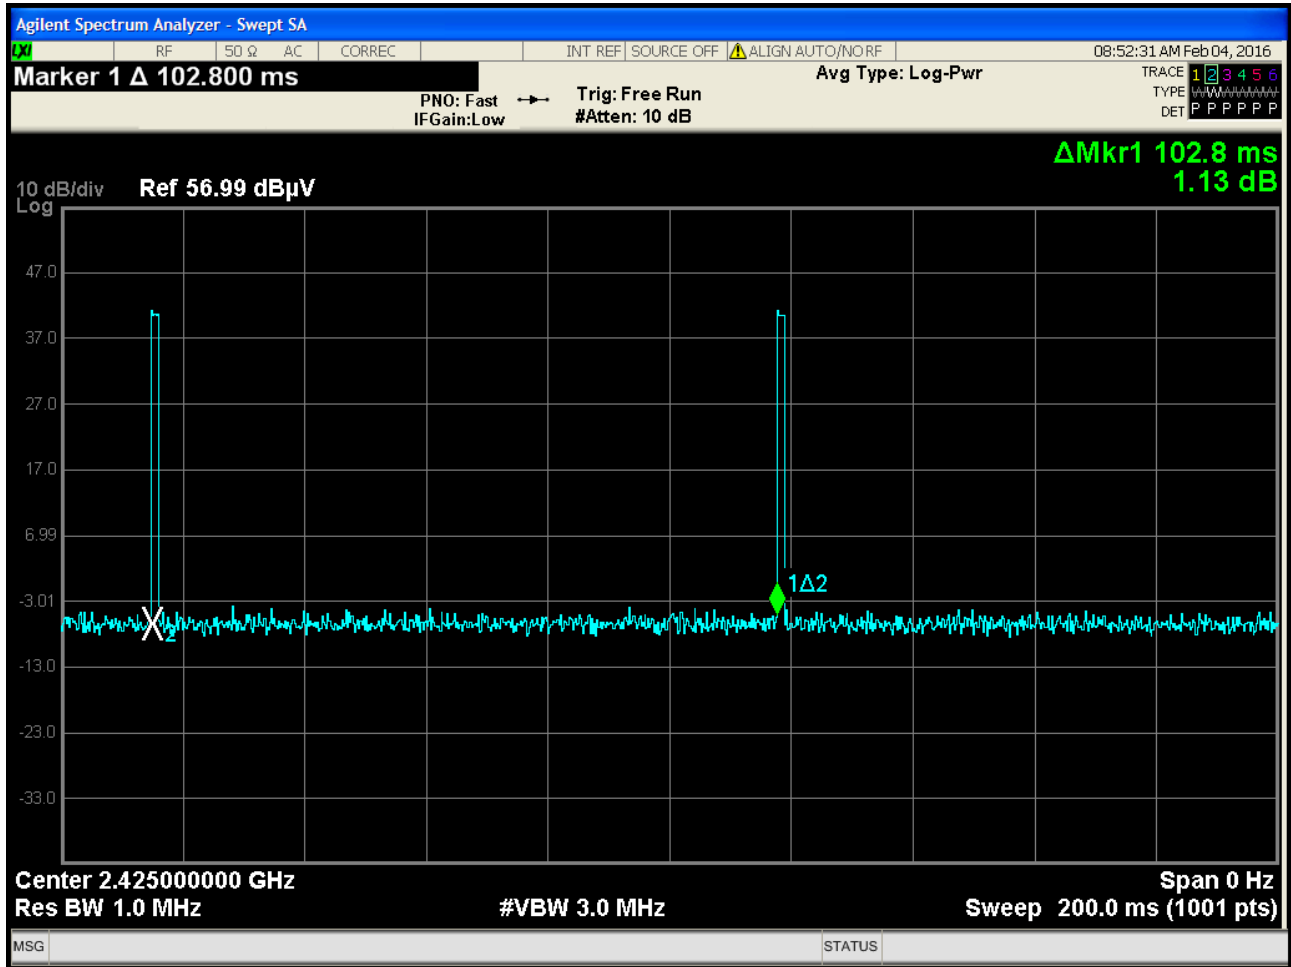 Agilent Spectrum Analyzer - Swept SA
LXI RF 50 Ω AC CORREC INT REF SOURCE OFF ALIGN AUTO/NO RF 08:52:31 AM Feb 04, 2016
Marker 1 Δ 102.800 ms
Avg Type: Log-Pwr
TRACE 1 2 3 4 5 6
PNO: Fast Trig: Free Run
TYPE
IFGain:Low #Atten: 10 dB
DET P P P P P P
ΔMkr1 102.8 ms
1.13 dB
10 dB/div Ref 56.99 dBµV
Log
47.0
37.0
27.0
17.0
6.99
1Δ2
-3.01
2
-13.0
-23.0
-33.0
Center 2.425000000 GHz Span 0 Hz
Res BW 1.0 MHz #VBW 3.0 MHz Sweep 200.0 ms (1001 pts)
MSG STATUS